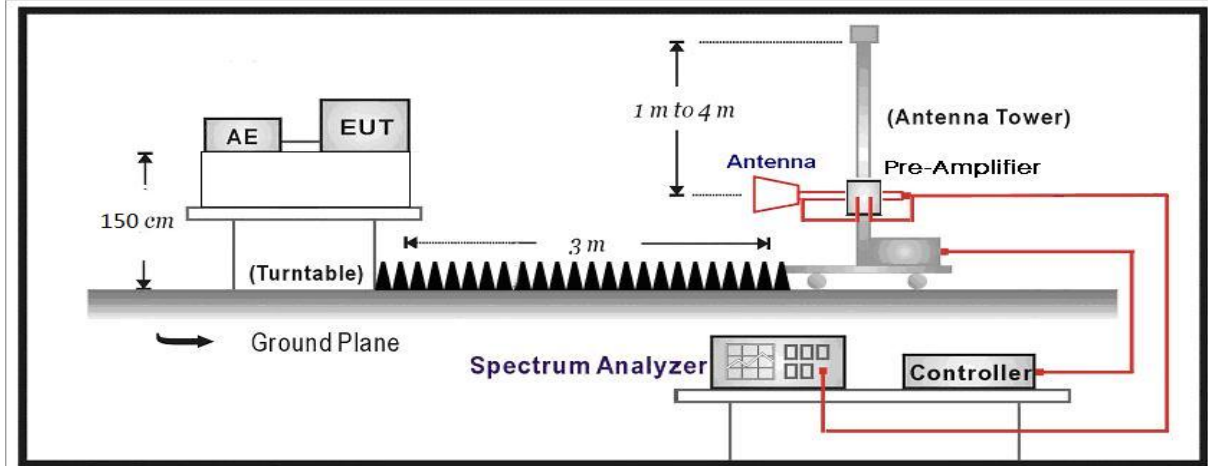 1 m to 4 m
(Antenna Tower)
AE
EUT
Antenna
Pre-Amplifier
150 cm
3 m
(Turntable)
Ground Plane
Spectrum Analyzer
Controller